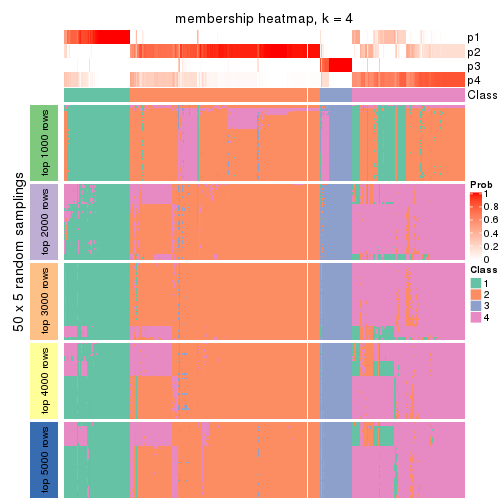 membership heatmap, k = 4
p1
p2
p3
p4
Class
50 x 5 random samplings
top 1000 rows
top 2000 rows
top 3000 rows
top 4000 rows
top 5000 rows
Prob
1
0.8
0.6
0.4
0.2
0
Class
1
2
3
4